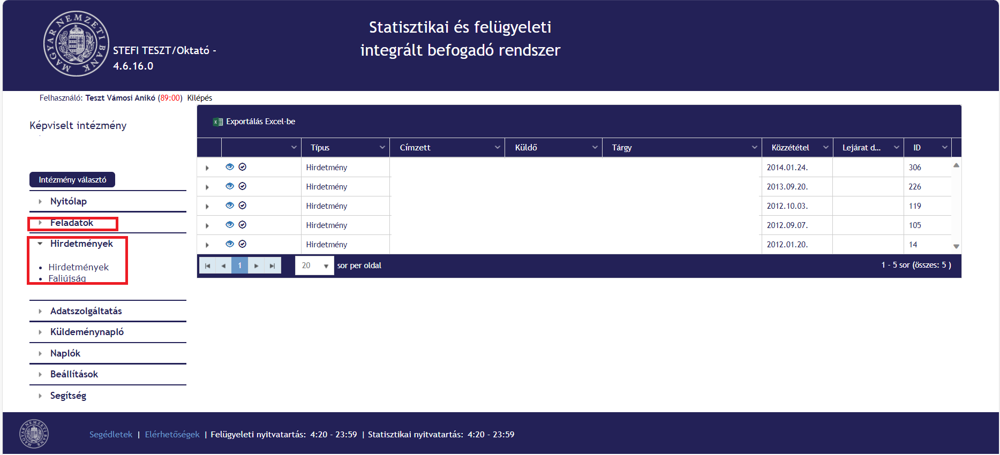 MAGYAR NEMZETI BANK
STEFI TESZT/Oktató -
4.6.16.0
Statisztikai és felügyeleti
integrált befogadó rendszer
Felhasználó: Teszt Vámosi Anikó (89:00) Kilépés
Képviselt intézmény
Intézmény választó
Nyitólap
Feladatok
Hirdetmények
• Hirdetmények
• Faliújság
Adatszolgáltatás
Küldeménynapló
Naplók
Beállítások
Segítség
Exportálás Excel-be
Típus Címzett Küldő Tárgy Közzététel Lejárat d... ID
Hirdetmény 2014.01.24. 306
Hirdetmény 2013.09.20. 226
Hirdetmény 2012.10.03. 119
Hirdetmény 2012.09.07. 105
Hirdetmény 2012.01.20. 14
1 20 sor per oldal 1 - 5 sor (összes: 5 )
MAGYAR NEMZETI BANK
Segédletek | Elérhetőségek | Felügyeleti nyitvatartás: 4:20 - 23:59 | Statisztikai nyitvatartás: 4:20 - 23:59